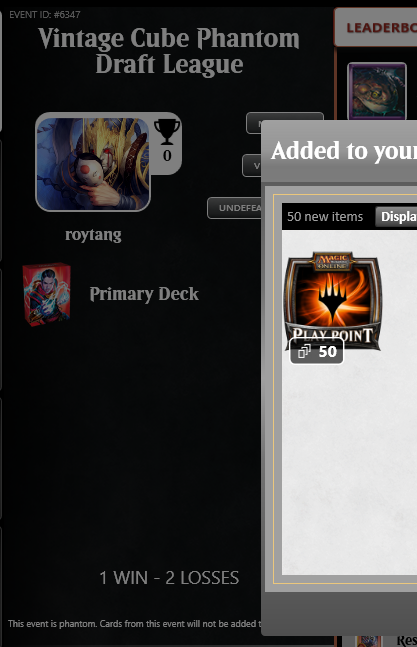 EVENT ID: #6347
Vintage Cube Phantom
Draft League
LEADERBO
0
UNDEFEA
roytang
Primary Deck
Added to your
50 new items
Displa
MAGIC
ONLINE
PLAY POINT
50
1 WIN - 2 LOSSES
This event is phantom. Cards from this event will not be added t
Res